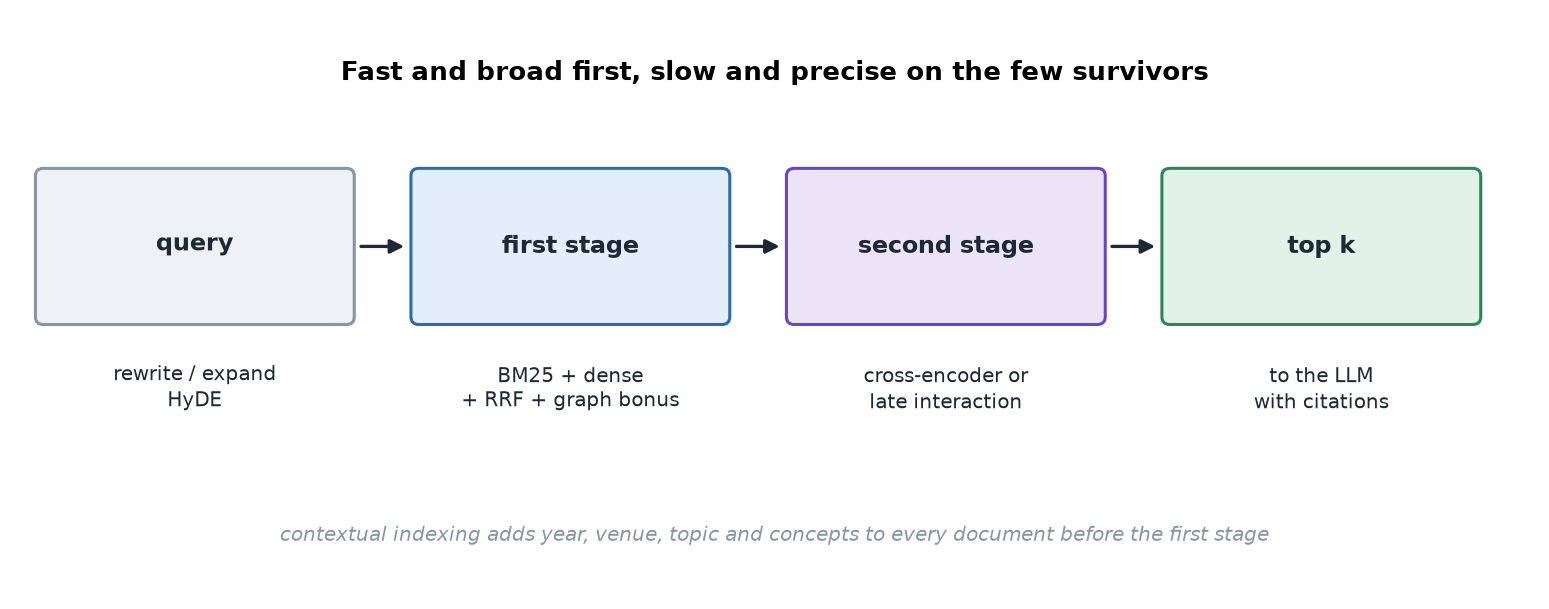 Fast and broad first, slow and precise on the few survivors
query
first stage
second stage
top k
rewrite / expand
HyDE
BM25 + dense
+ RRF + graph bonus
cross-encoder or
late interaction
to the LLM
with citations
contextual indexing adds year, venue, topic and concepts to every document before the first stage